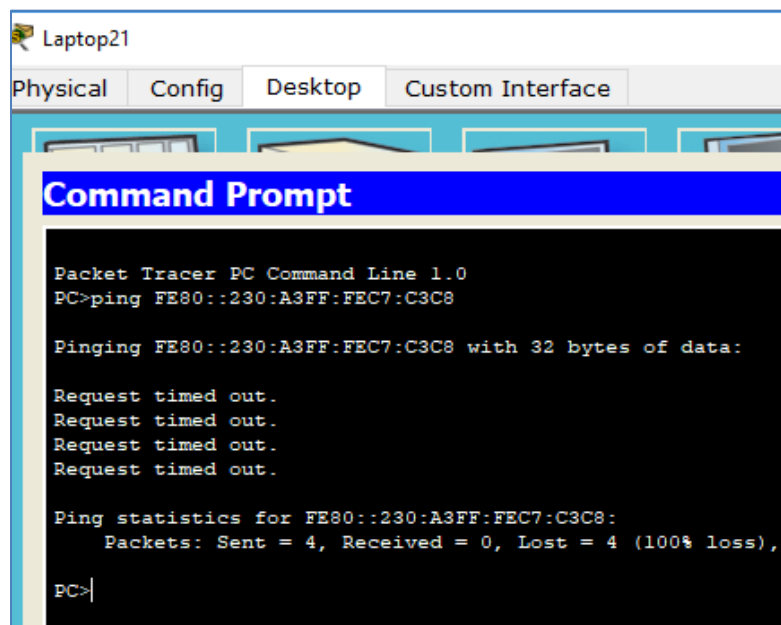 Laptop21
Physical Config Desktop Custom Interface
Command Prompt
Packet Tracer PC Command Line 1.0
PC>ping FE80::230:A3FF:FEC7:C3C8
Pinging FE80::230:A3FF:FEC7:C3C8 with 32 bytes of data:
Request timed out.
Request timed out.
Request timed out.
Request timed out.
Ping statistics for FE80::230:A3FF:FEC7:C3C8:
Packets: Sent = 4, Received = 0, Lost = 4 (100% loss),
PC>